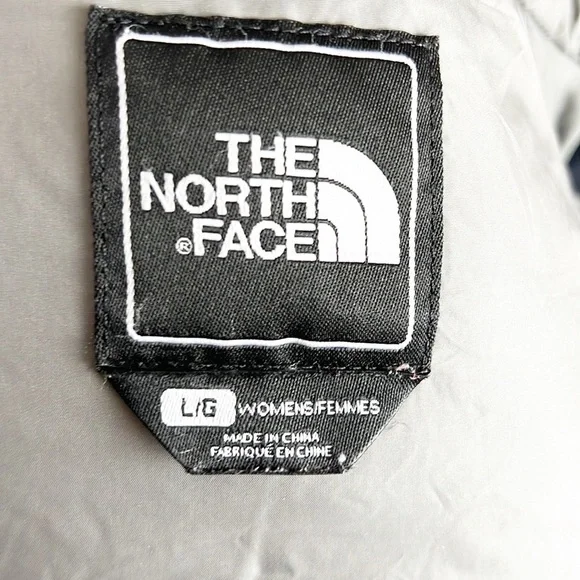 THE
NORTH
®FACE
L/G WOMENS/FEMMES
MADE IN CHINA
FABRIQUÉ EN CHINE